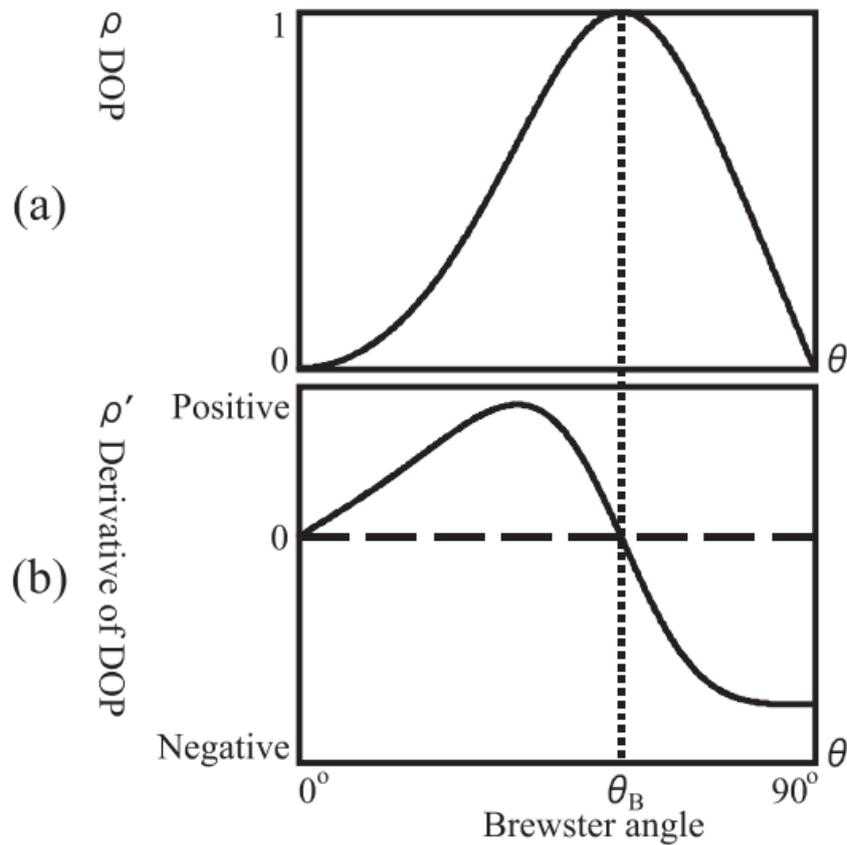 ρ DOP
1
(a)
0
θ
ρ′ Derivative of DOP
Positive
0
(b)
Negative
θ
0° θB 90°
Brewster angle